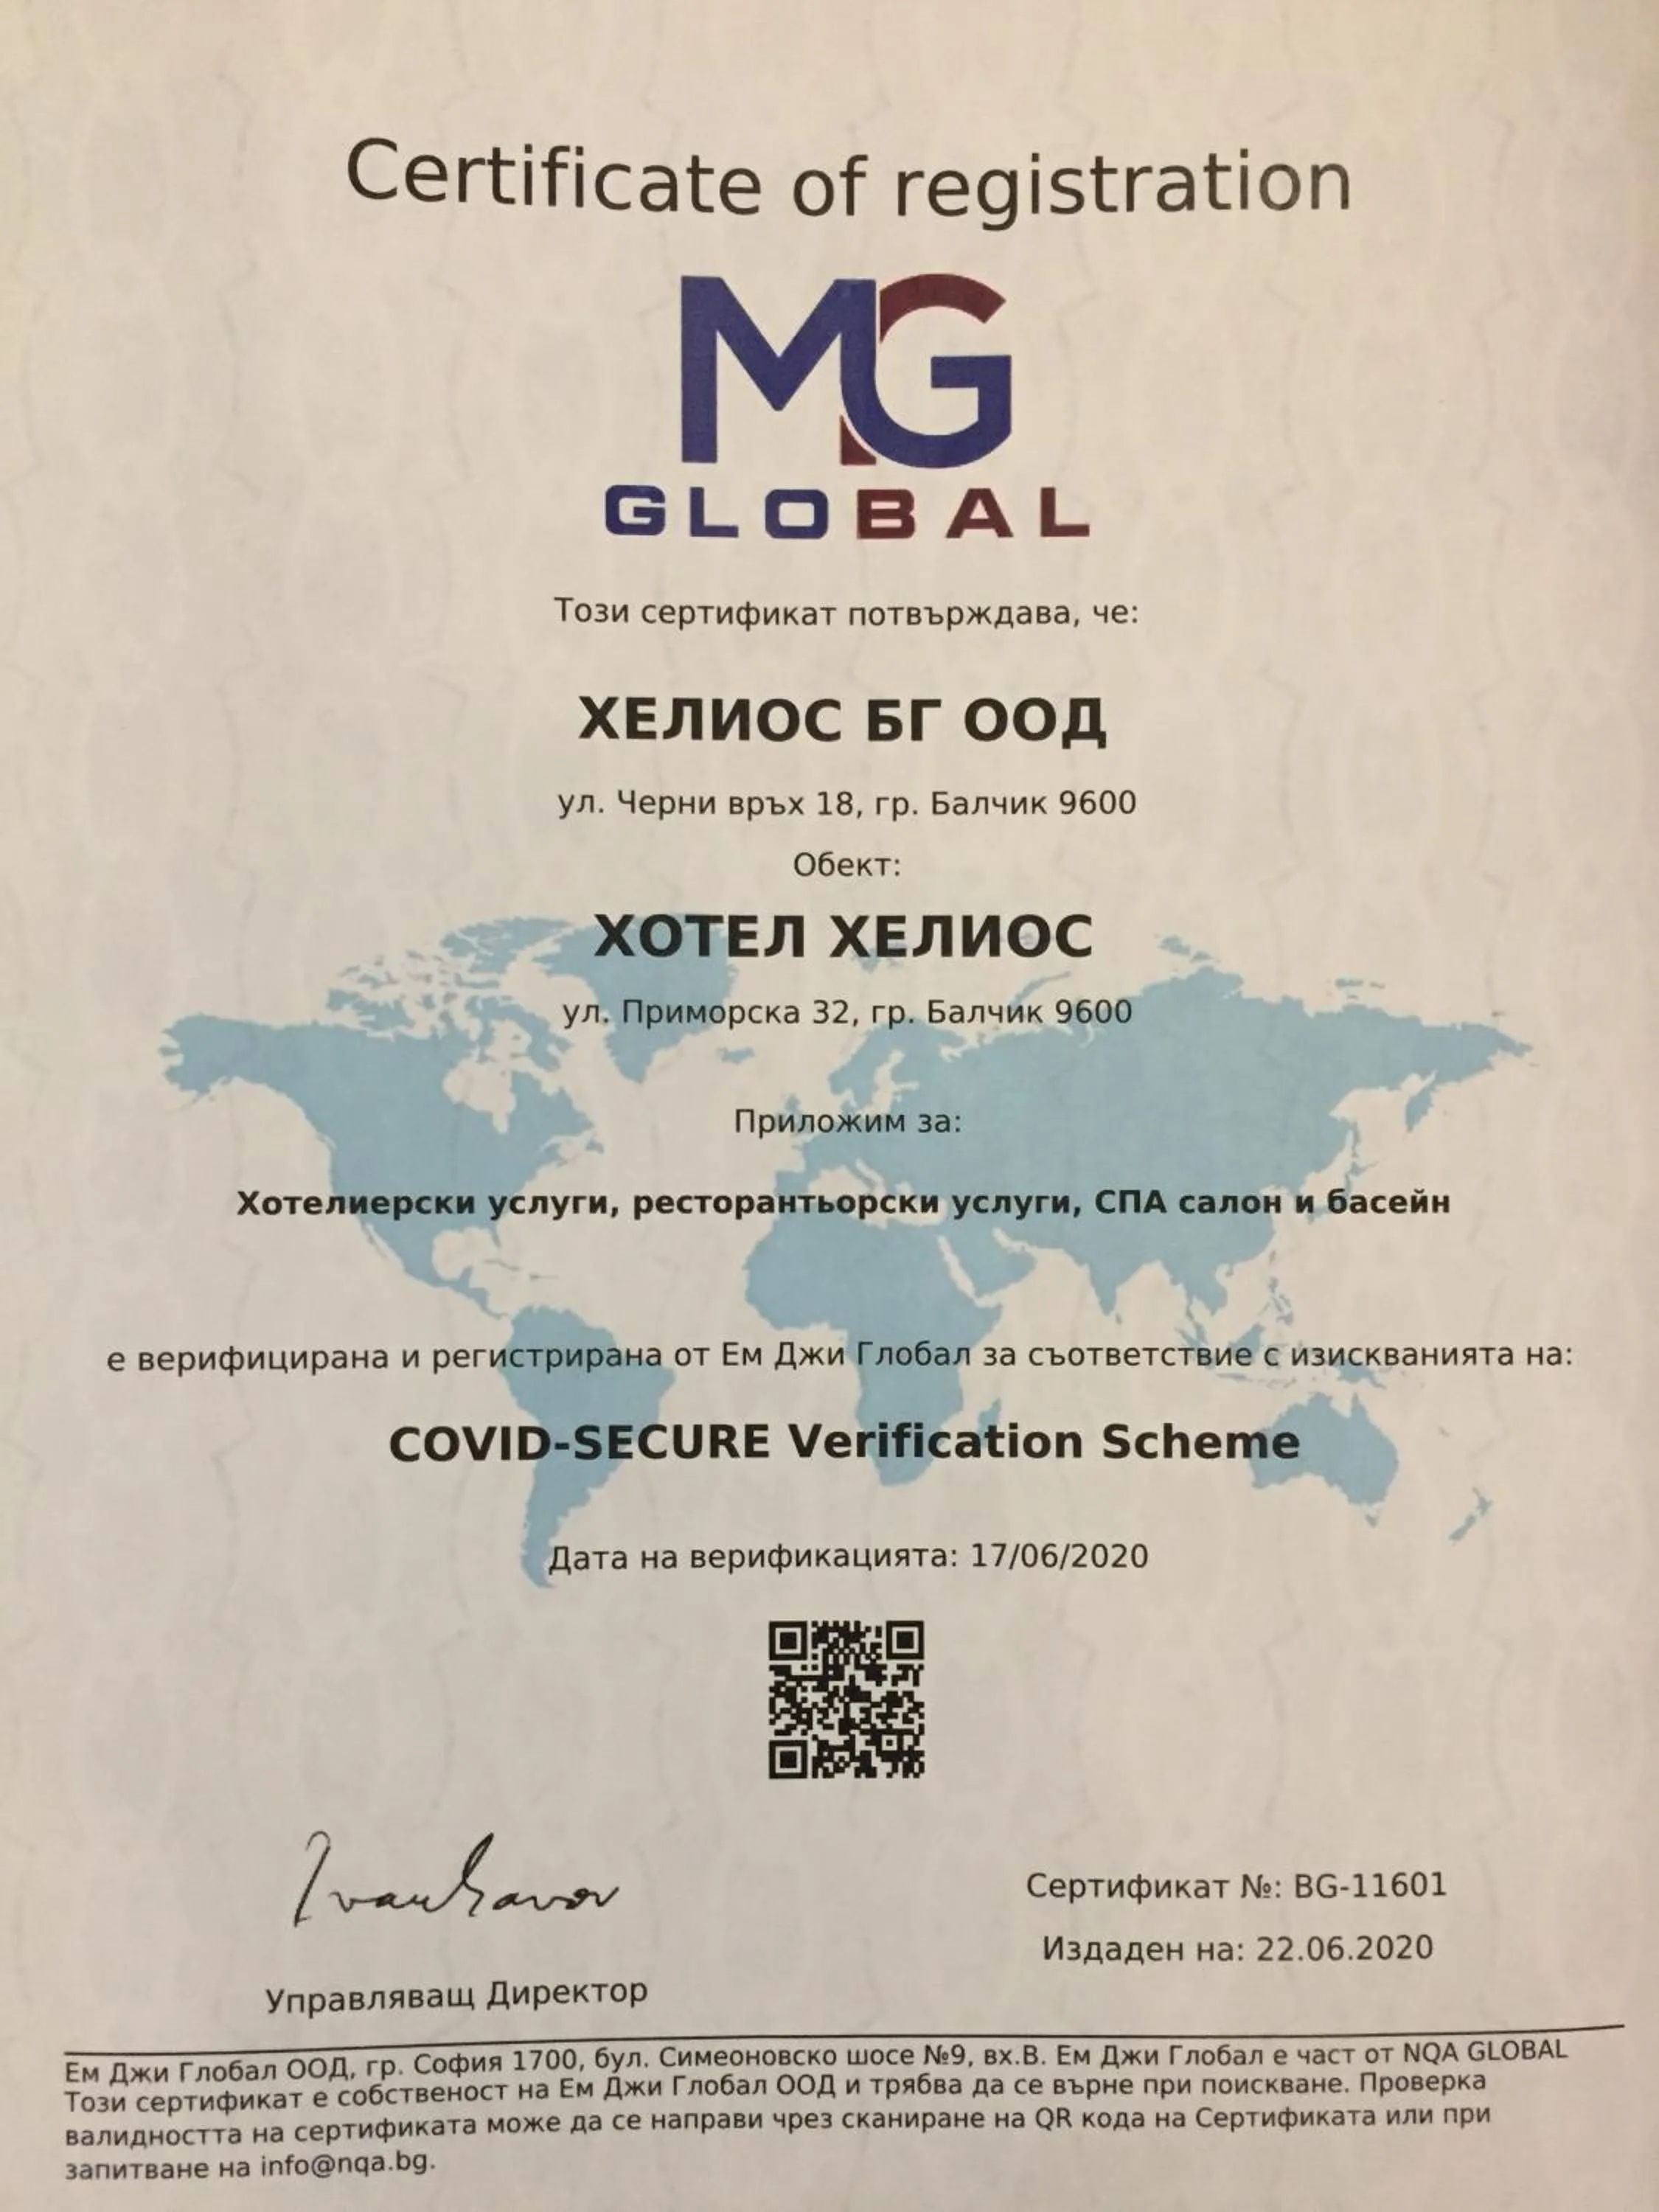 Certificate of registration
MG
GLOBAL
Този сертификат потвърждава, че:
ХЕЛИОС БГ ООД
ул. Черни връх 18, гр. Балчик 9600
Обект:
ХОТЕЛ ХЕЛИОС
ул. Приморска 32, гр. Балчик 9600
Приложим за:
Хотелиерски услуги, ресторантьорски услуги, СПА салон и басейн
е верифицирана и регистрирана от Ем Джи Глобал за съответствие с изискванията на:
COVID-SECURE Verification Scheme
Дата на верификацията: 17/06/2020
Сертификат №: BG-11601
Издаден на: 22.06.2020
Управляващ Директор
Ем Джи Глобал ООД, гр. София 1700, бул. Симеоновско шосе №9, вх.В. Ем Джи Глобал е част от NQA GLOBAL
Този сертификат е собственост на Ем Джи Глобал ООД и трябва да се върне при поискване. Проверка
валидността на сертификата може да се направи чрез сканиране на QR кода на Сертификата или при
запитване на info@nqa.bg.